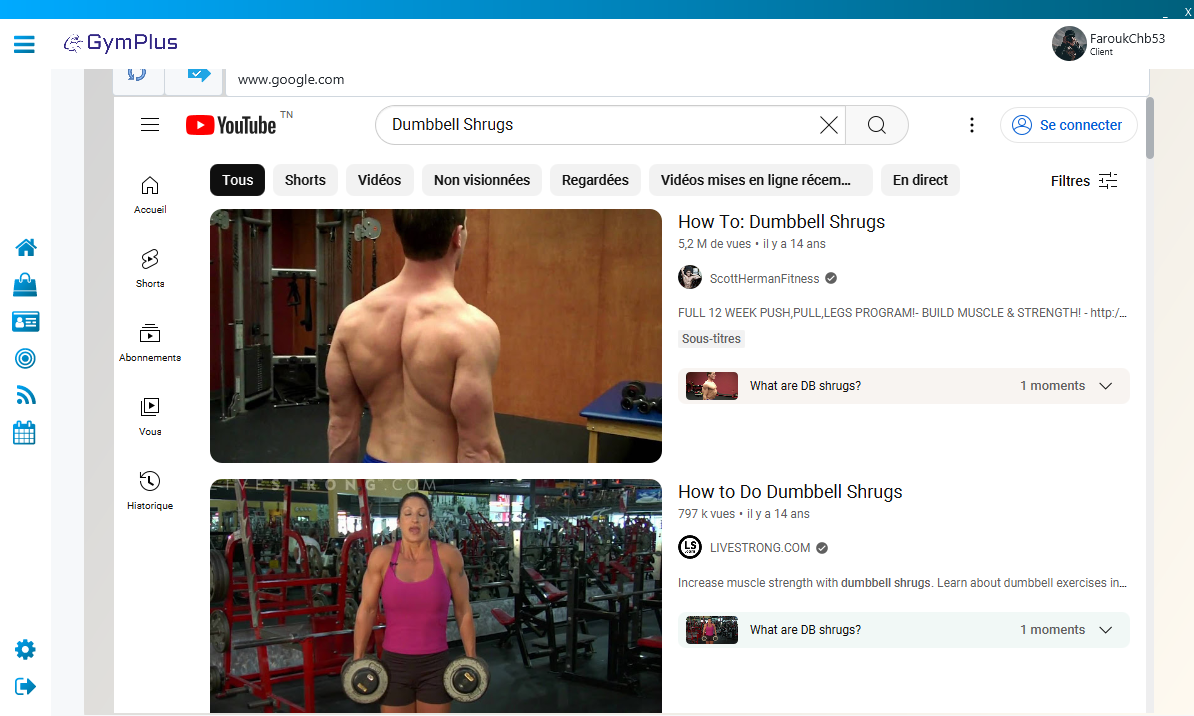 _ X
GymPlus
FaroukChb53
Client
www.google.com
YouTube TN
Dumbbell Shrugs
Se connecter
Tous
Shorts
Vidéos
Non visionnées
Regardées
Vidéos mises en ligne récem...
En direct
Filtres
Accueil
Shorts
Abonnements
Vous
Historique
How To: Dumbbell Shrugs
5,2 M de vues • il y a 14 ans
ScottHermanFitness
FULL 12 WEEK PUSH,PULL,LEGS PROGRAM!- BUILD MUSCLE & STRENGTH! - http:/...
Sous-titres
What are DB shrugs?
1 moments
LIVESTRONG.COM
How to Do Dumbbell Shrugs
797 k vues • il y a 14 ans
LS
.com
LIVESTRONG.COM
Increase muscle strength with dumbbell shrugs. Learn about dumbbell exercises in...
What are DB shrugs?
1 moments